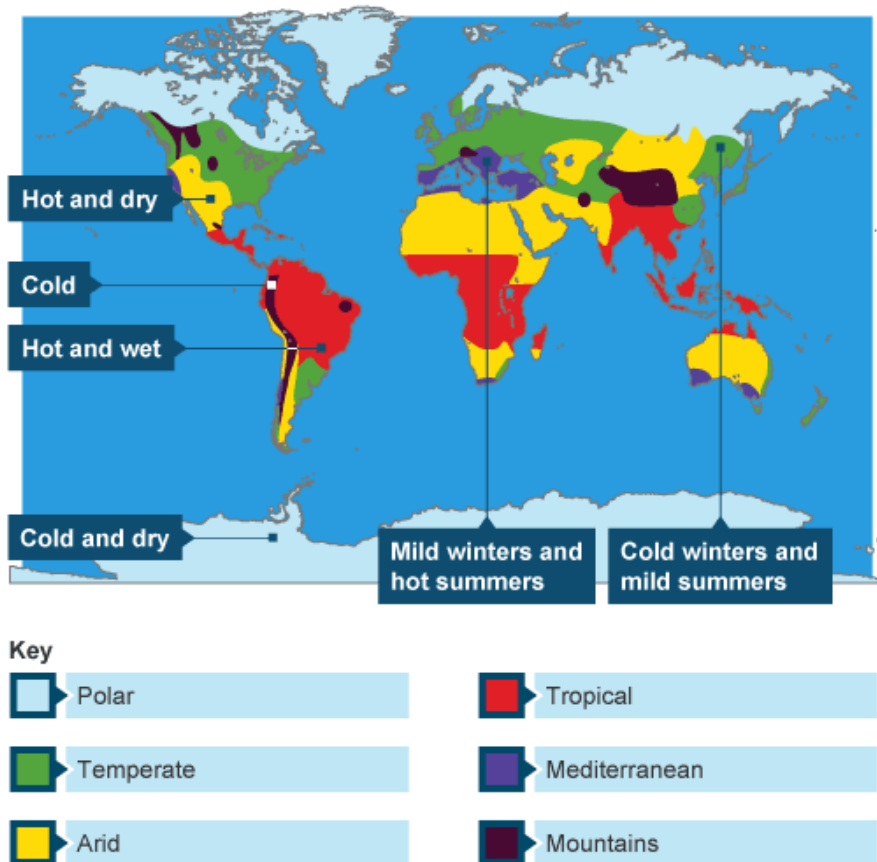 Hot and dry
Cold
Hot and wet
Cold and dry
Mild winters and
hot summers
Cold winters and
mild summers
Key
Polar
Tropical
Temperate
Mediterranean
Arid
Mountains